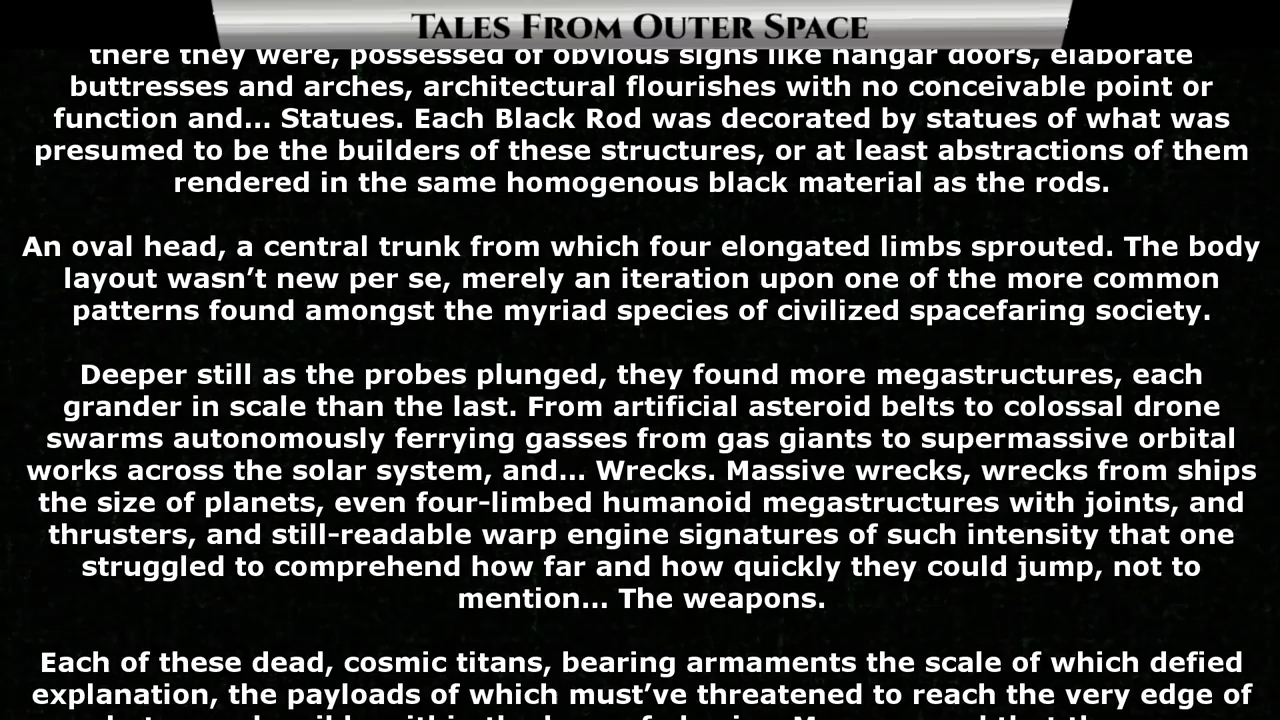 Tales From Outer Space
there they were, possessed of obvious signs like hangar doors, elaborate
buttresses and arches, architectural flourishes with no conceivable point or
function and... Statues. Each Black Rod was decorated by statues of what was
presumed to be the builders of these structures, or at least abstractions of them
rendered in the same homogenous black material as the rods.
An oval head, a central trunk from which four elongated limbs sprouted. The body
layout wasn’t new per se, merely an iteration upon one of the more common
patterns found amongst the myriad species of civilized spacefaring society.
Deeper still as the probes plunged, they found more megastructures, each
grander in scale than the last. From artificial asteroid belts to colossal drone
swarms autonomously ferrying gasses from gas giants to supermassive orbital
works across the solar system, and... Wrecks. Massive wrecks, wrecks from ships
the size of planets, even four-limbed humanoid megastructures with joints, and
thrusters, and still-readable warp engine signatures of such intensity that one
struggled to comprehend how far and how quickly they could jump, not to
mention... The weapons.
Each of these dead, cosmic titans, bearing armaments the scale of which defied
explanation, the payloads of which must’ve threatened to reach the very edge of